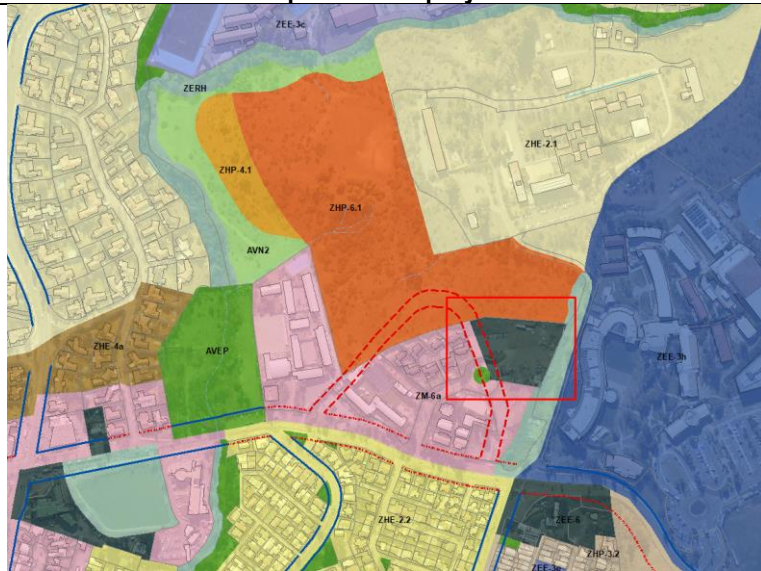 ZEE-3c
ZERH
ZHE-2.1
ZHP-4.1
ZHP-6.1
AVN2
ZEE-3h
AVEP
ZHE-4a
ZM-6a
ZHE-2.2
ZEE-6
ZHP-3.2